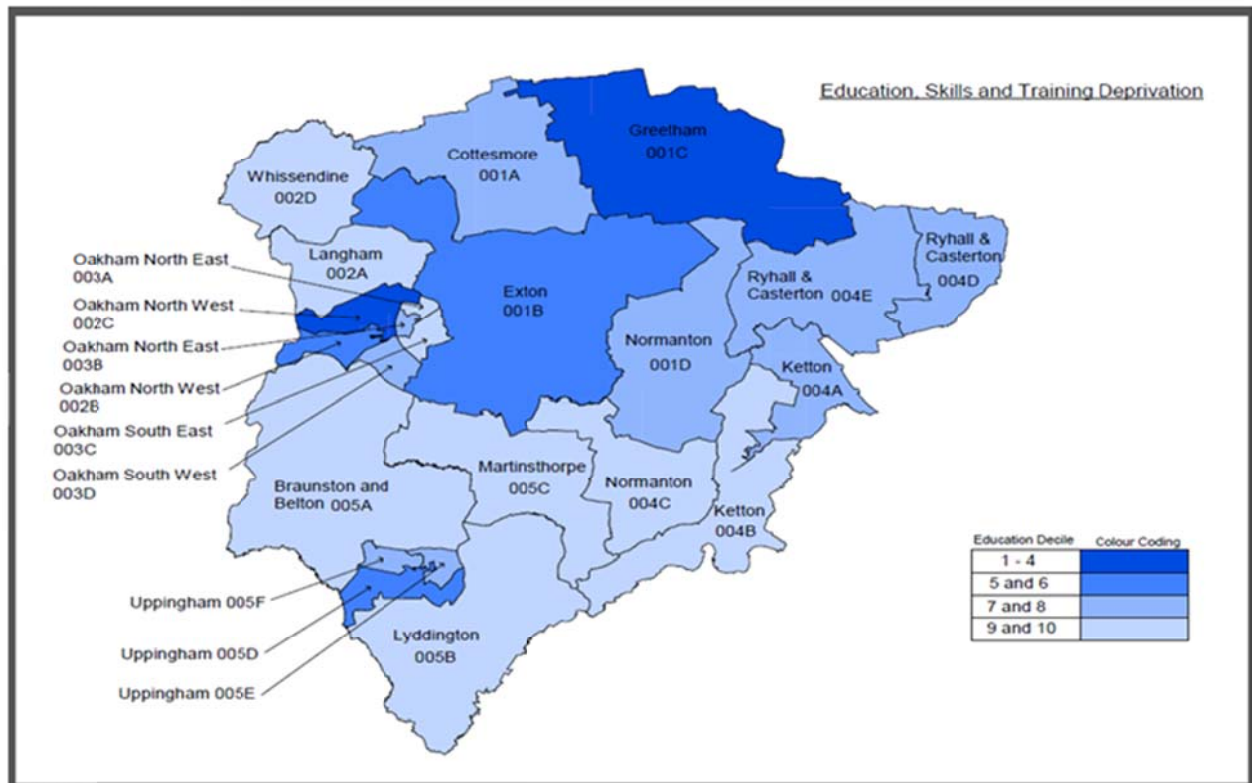 Education, Skills and Training Deprivation
Greetham
001C
Cottesmore
001A
Whissendine
002D
Ryhall &
Casterton
004D
Langham
002A
Oakham North East
003A
Ryhall &
Casterton 004E
Exton
001B
Oakham North West
002C
Oakham North East
003B
Normanton
001D
Ketton
004A
Oakham North West
002B
Oakham South East
003C
Oakham South West
003D
Martinsthorpe
005C
Braunston and
Belton 005A
Normanton
004C
Ketton
004B
Education Decile Colour Coding
1 - 4
5 and 6
7 and 8
9 and 10
Uppingham 005F
Lyddington
005B
Uppingham 005D
Uppingham 005E